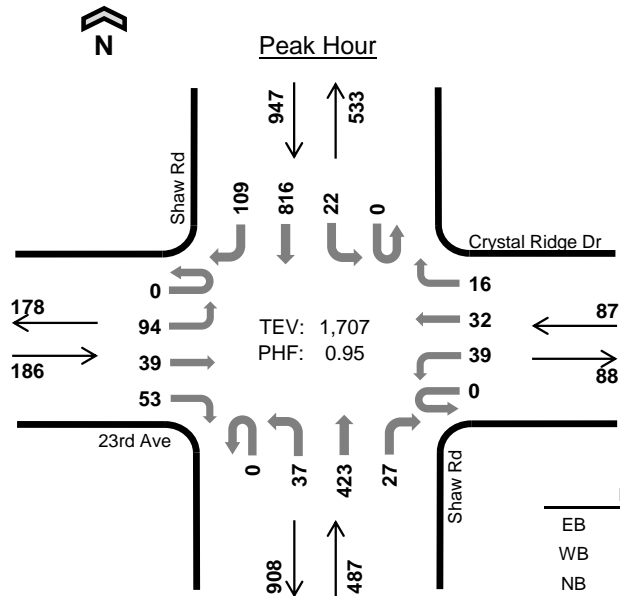 N
Peak Hour
947
533
Shaw Rd
109
816
22
0
Crystal Ridge Dr
178
0
16
94
TEV: 1,707
32
87
186
39
PHF: 0.95
39
88
53
0
23rd Ave
0
37
423
27
Shaw Rd
908
487
EB
WB
NB